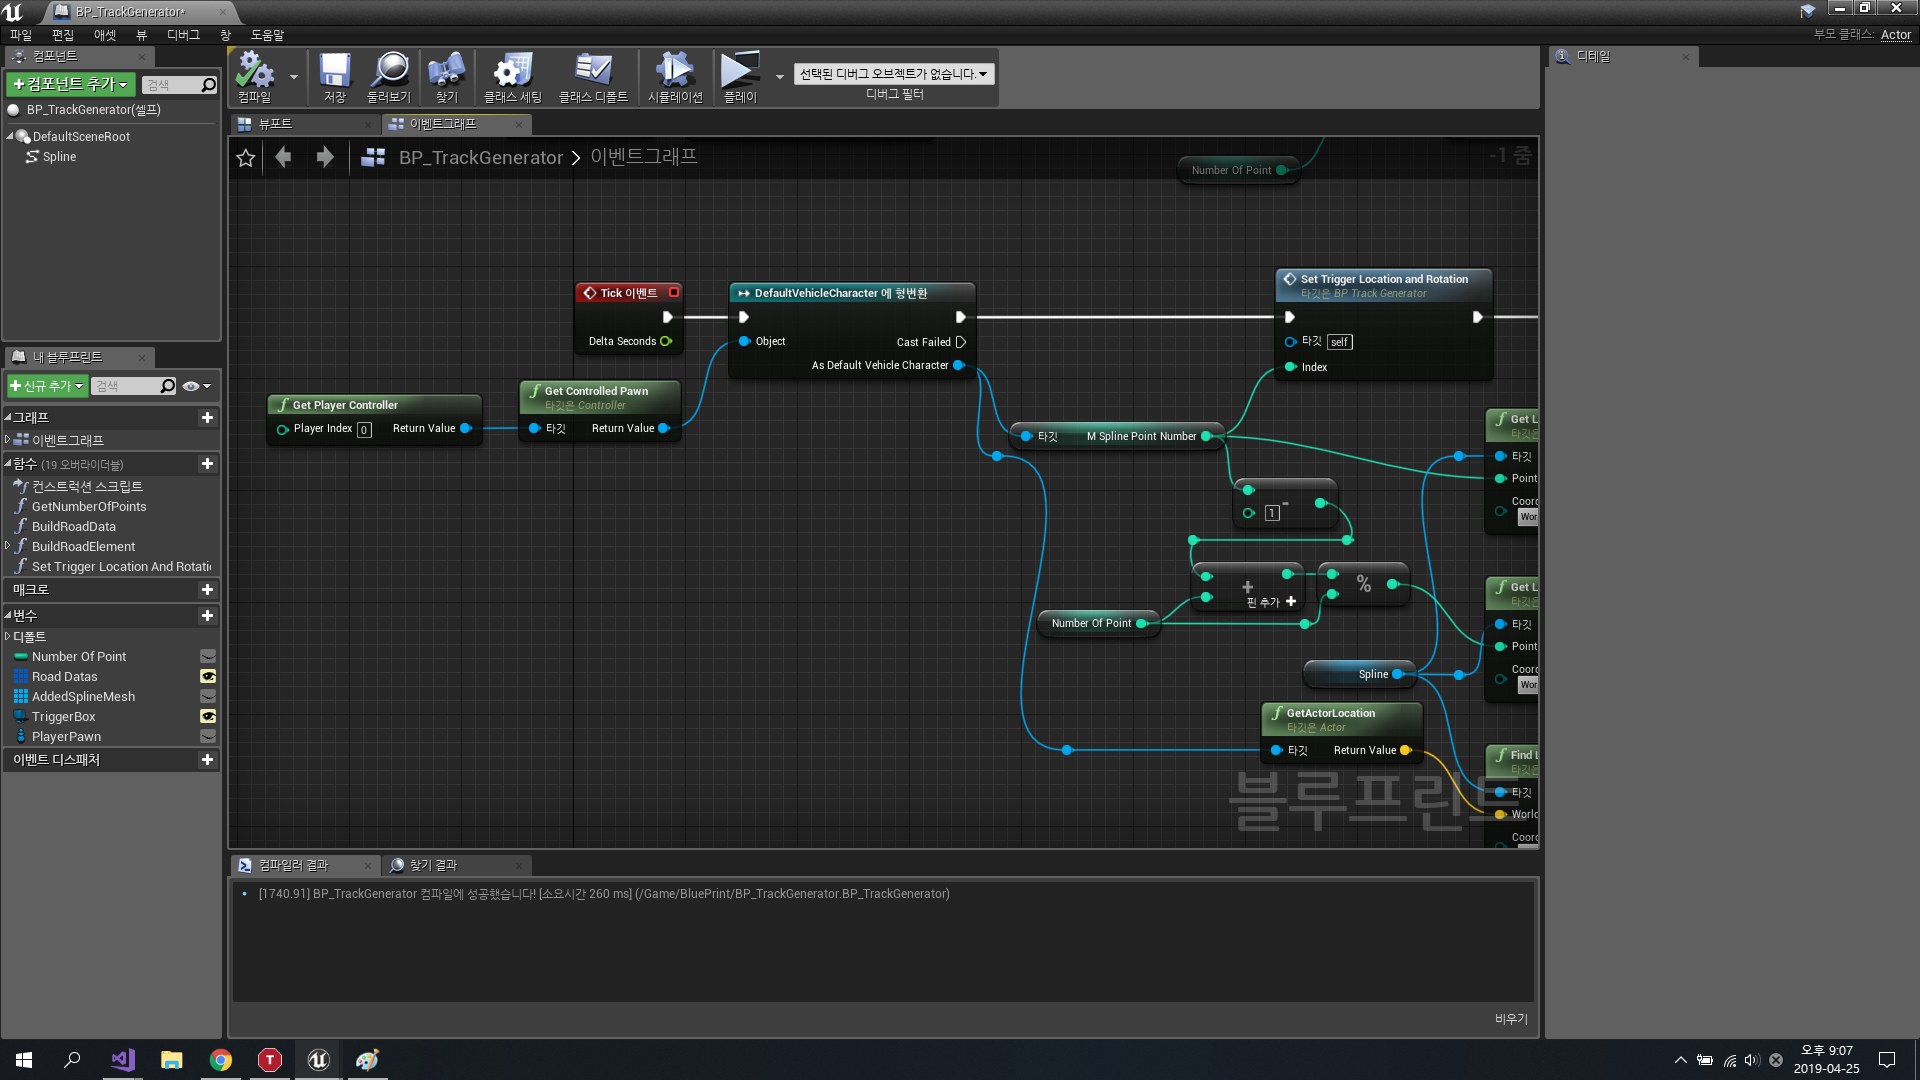 BP_TrackGenerator*
파일 편집 애셋 뷰 디버그 창 도움말
부모 클래스: Actor
컴포넌트
+컴포넌트 추가
검색
BP_TrackGenerator(셀프)
DefaultSceneRoot
Spline
컴파일
저장
둘러보기
찾기
클래스 세팅
클래스 디폴트
시뮬레이션
플레이
선택된 디버그 오브젝트가 없습니다.
디버그 필터
디테일
뷰포트
이벤트그래프
BP_TrackGenerator > 이벤트그래프
-1 줌
Number Of Point
Tick 이벤트
Delta Seconds
DefaultVehicleCharacter 에 형변환
Object
Cast Failed
As Default Vehicle Character
Set Trigger Location and Rotation
타깃은 BP Track Generator
타깃 self
Index
Get Player Controller
Player Index 0
Return Value
Get Controlled Pawn
타깃은 Controller
타깃
Return Value
타깃
M Spline Point Number
1
-
+
핀 추가 +
%
Number Of Point
Spline
GetActorLocation
타깃은 Actor
타깃
Return Value
Get L
타깃은
타깃
Point
Coord
Wor
Get L
타깃은
타깃
Point
Coord
Wor
Find L
타깃은
타깃
World
Coord
블루프린트
내 블루프린트
+신규 추가
검색
그래프
이벤트그래프
함수 (19 오버라이더블)
컨스트럭션 스크립트
GetNumberOfPoints
BuildRoadData
BuildRoadElement
Set Trigger Location And Rotati
매크로
변수
디폴트
Number Of Point
Road Datas
AddedSplineMesh
TriggerBox
PlayerPawn
이벤트 디스패처
컴파일러 결과
찾기 결과
[1740.91] BP_TrackGenerator 컴파일에 성공했습니다! [소요시간 260 ms] (/Game/BluePrint/BP_TrackGenerator.BP_TrackGenerator)
비우기
오후 9:07
2019-04-25